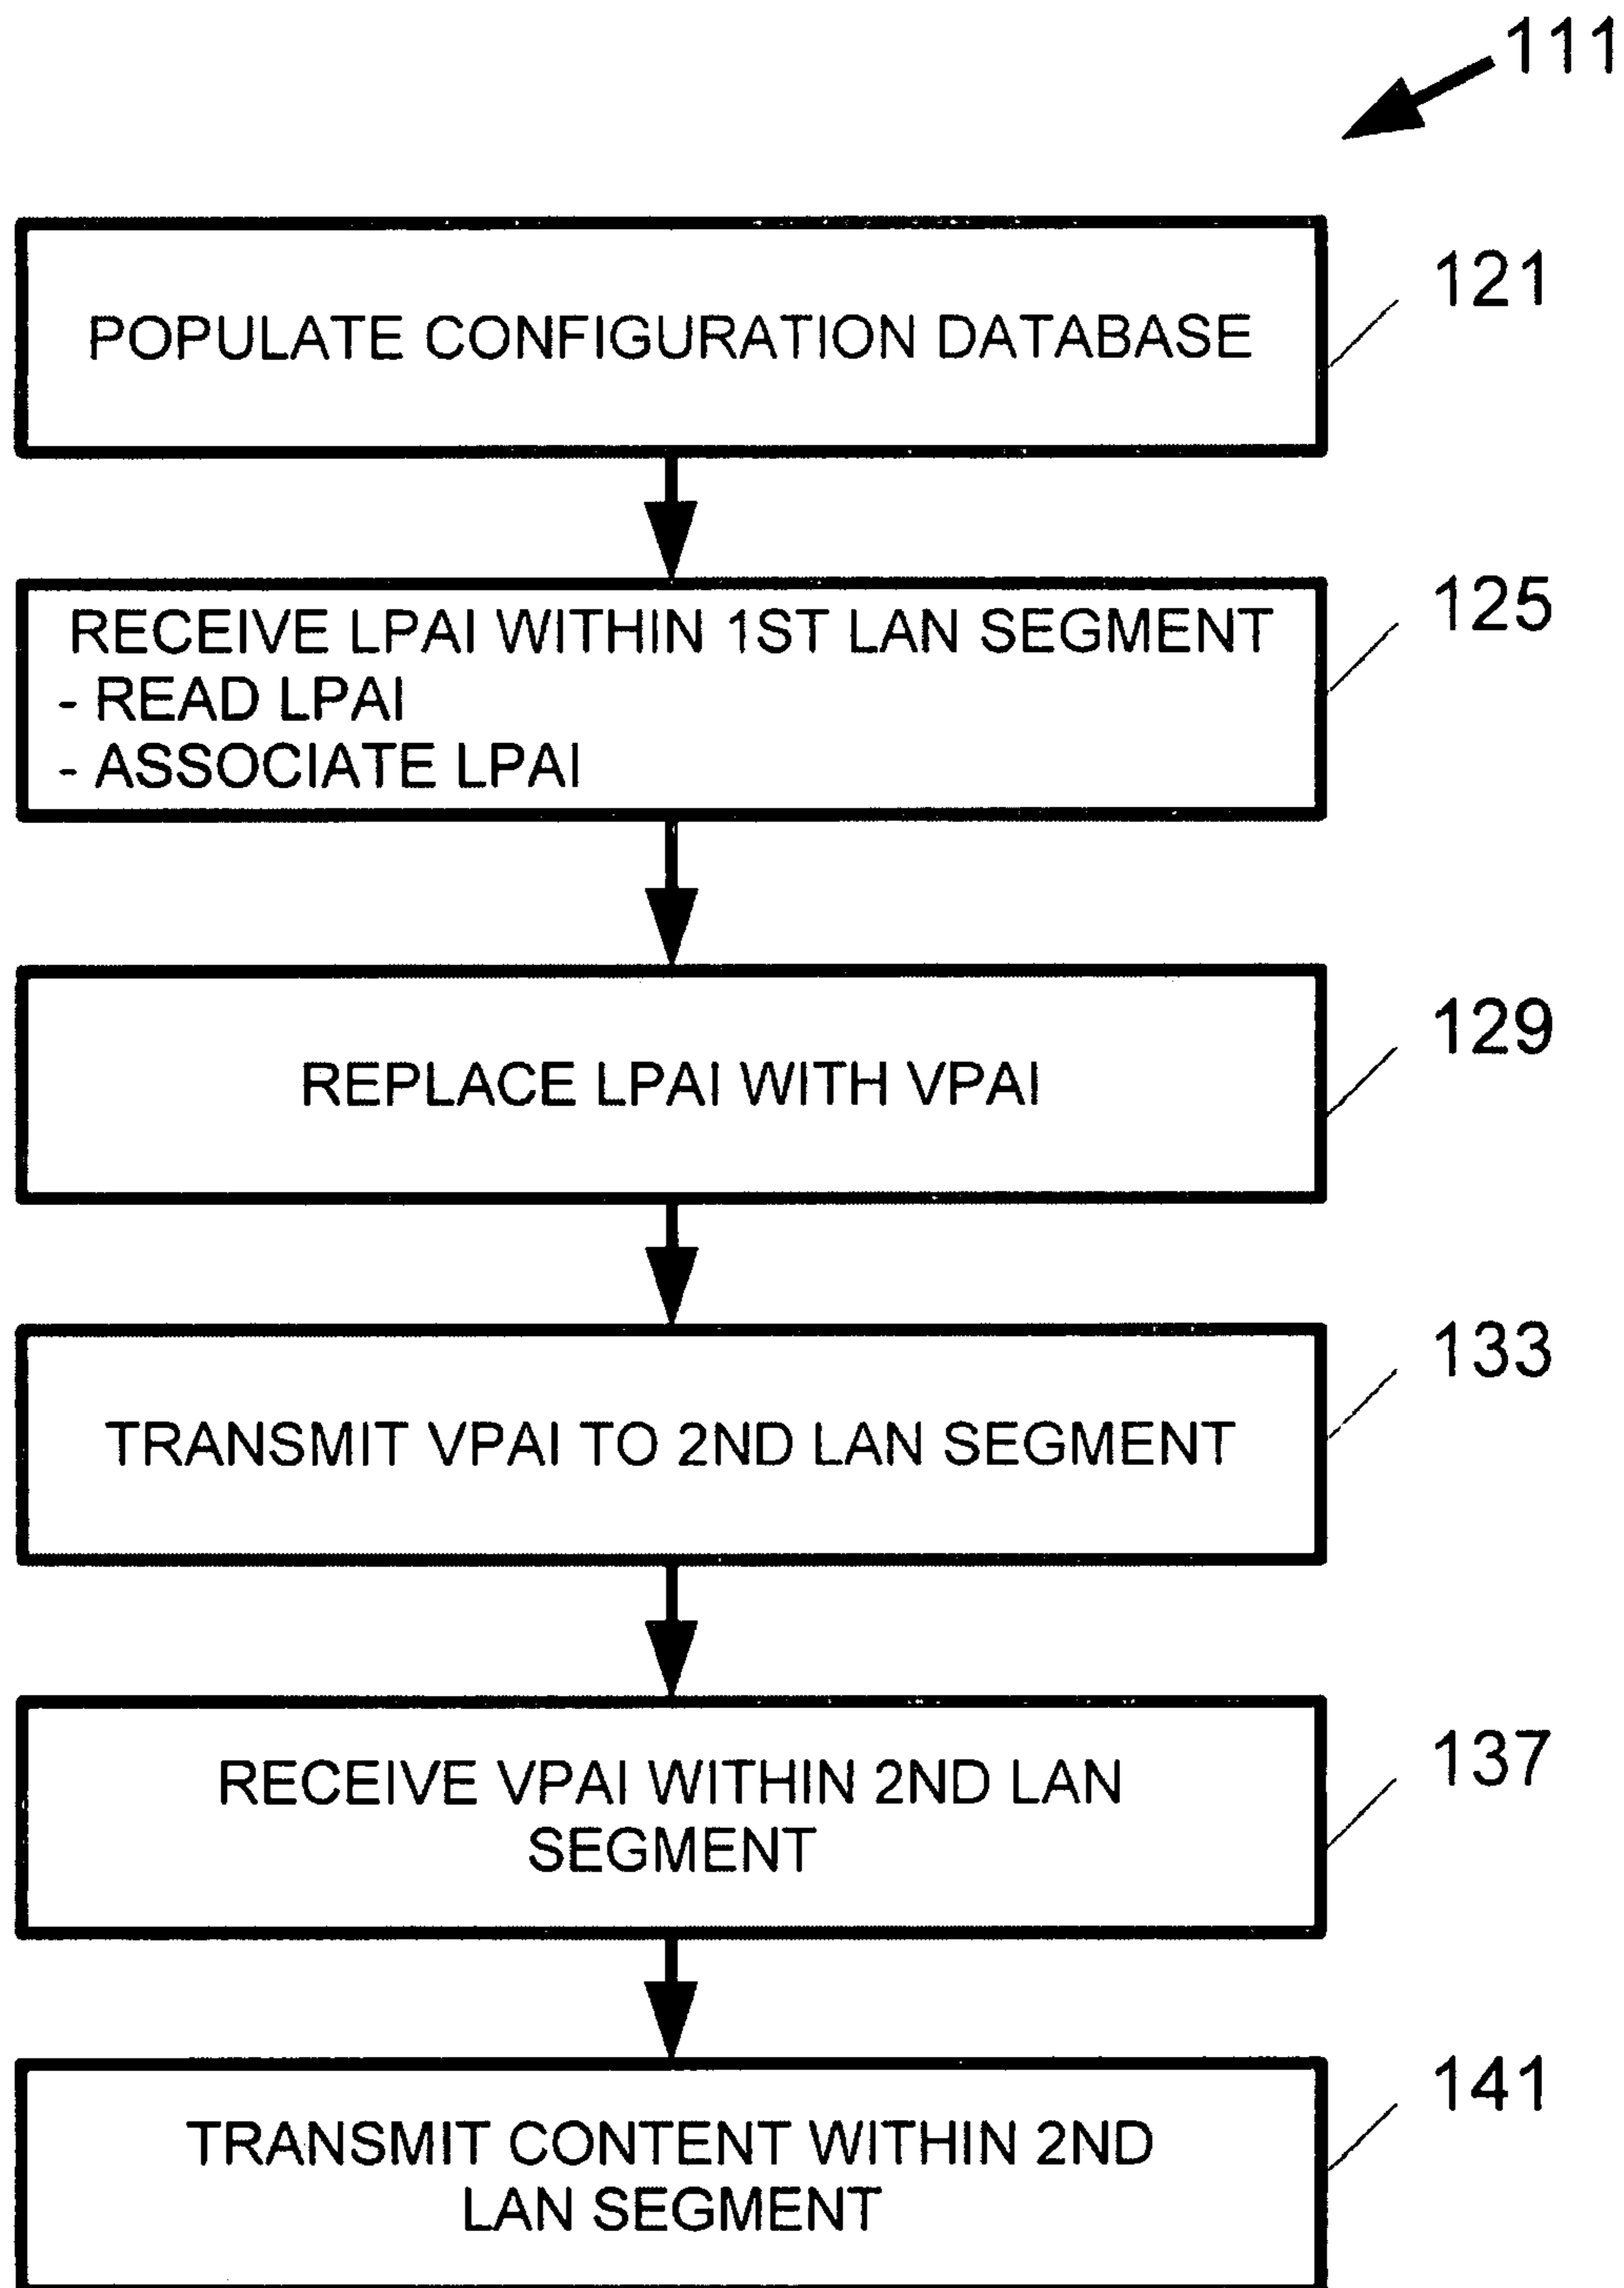 111
POPULATE CONFIGURATION DATABASE
121
RECEIVE LPAI WITHIN 1ST LAN SEGMENT
- READ LPAI
- ASSOCIATE LPAI
125
REPLACE LPAI WITH VPAI
129
TRANSMIT VPAI TO 2ND LAN SEGMENT
133
RECEIVE VPAI WITHIN 2ND LAN
SEGMENT
137
TRANSMIT CONTENT WITHIN 2ND
LAN SEGMENT
141